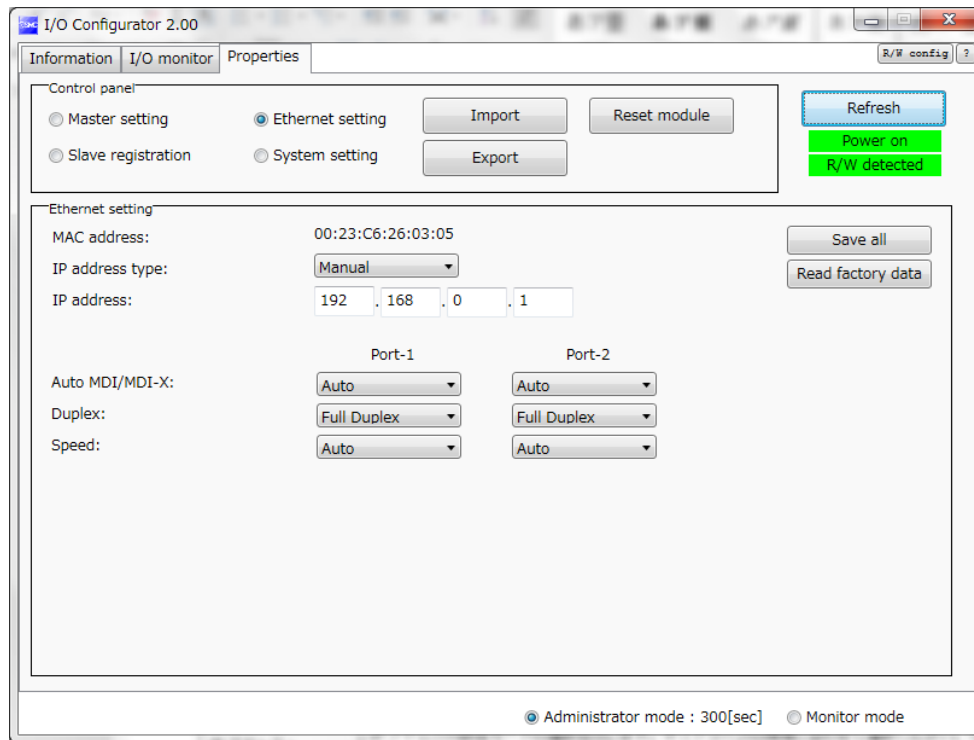 I/O Configurator 2.00
Information I/O monitor Properties R/W config ?
Control panel
Master setting Ethernet setting Import Reset module Refresh
Power on
Slave registration System setting Export R/W detected
Ethernet setting
MAC address: 00:23:C6:26:03:05 Save all
IP address type: Manual Read factory data
IP address: 192 . 168 . 0 . 1
Port-1 Port-2
Auto MDI/MDI-X: Auto Auto
Duplex: Full Duplex Full Duplex
Speed: Auto Auto
Administrator mode : 300[sec] Monitor mode